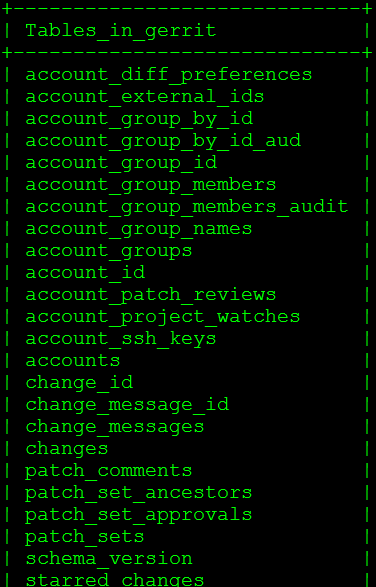 +-----------------------------+
| Tables_in_gerrit            |
+-----------------------------+
| account_diff_preferences    |
| account_external_ids        |
| account_group_by_id         |
| account_group_by_id_aud     |
| account_group_id            |
| account_group_members       |
| account_group_members_audit |
| account_group_names         |
| account_groups              |
| account_id                  |
| account_patch_reviews       |
| account_project_watches     |
| account_ssh_keys            |
| accounts                    |
| change_id                   |
| change_message_id           |
| change_messages             |
| changes                     |
| patch_comments              |
| patch_set_ancestors         |
| patch_set_approvals         |
| patch_sets                  |
| schema_version              |
| starred_changes             |